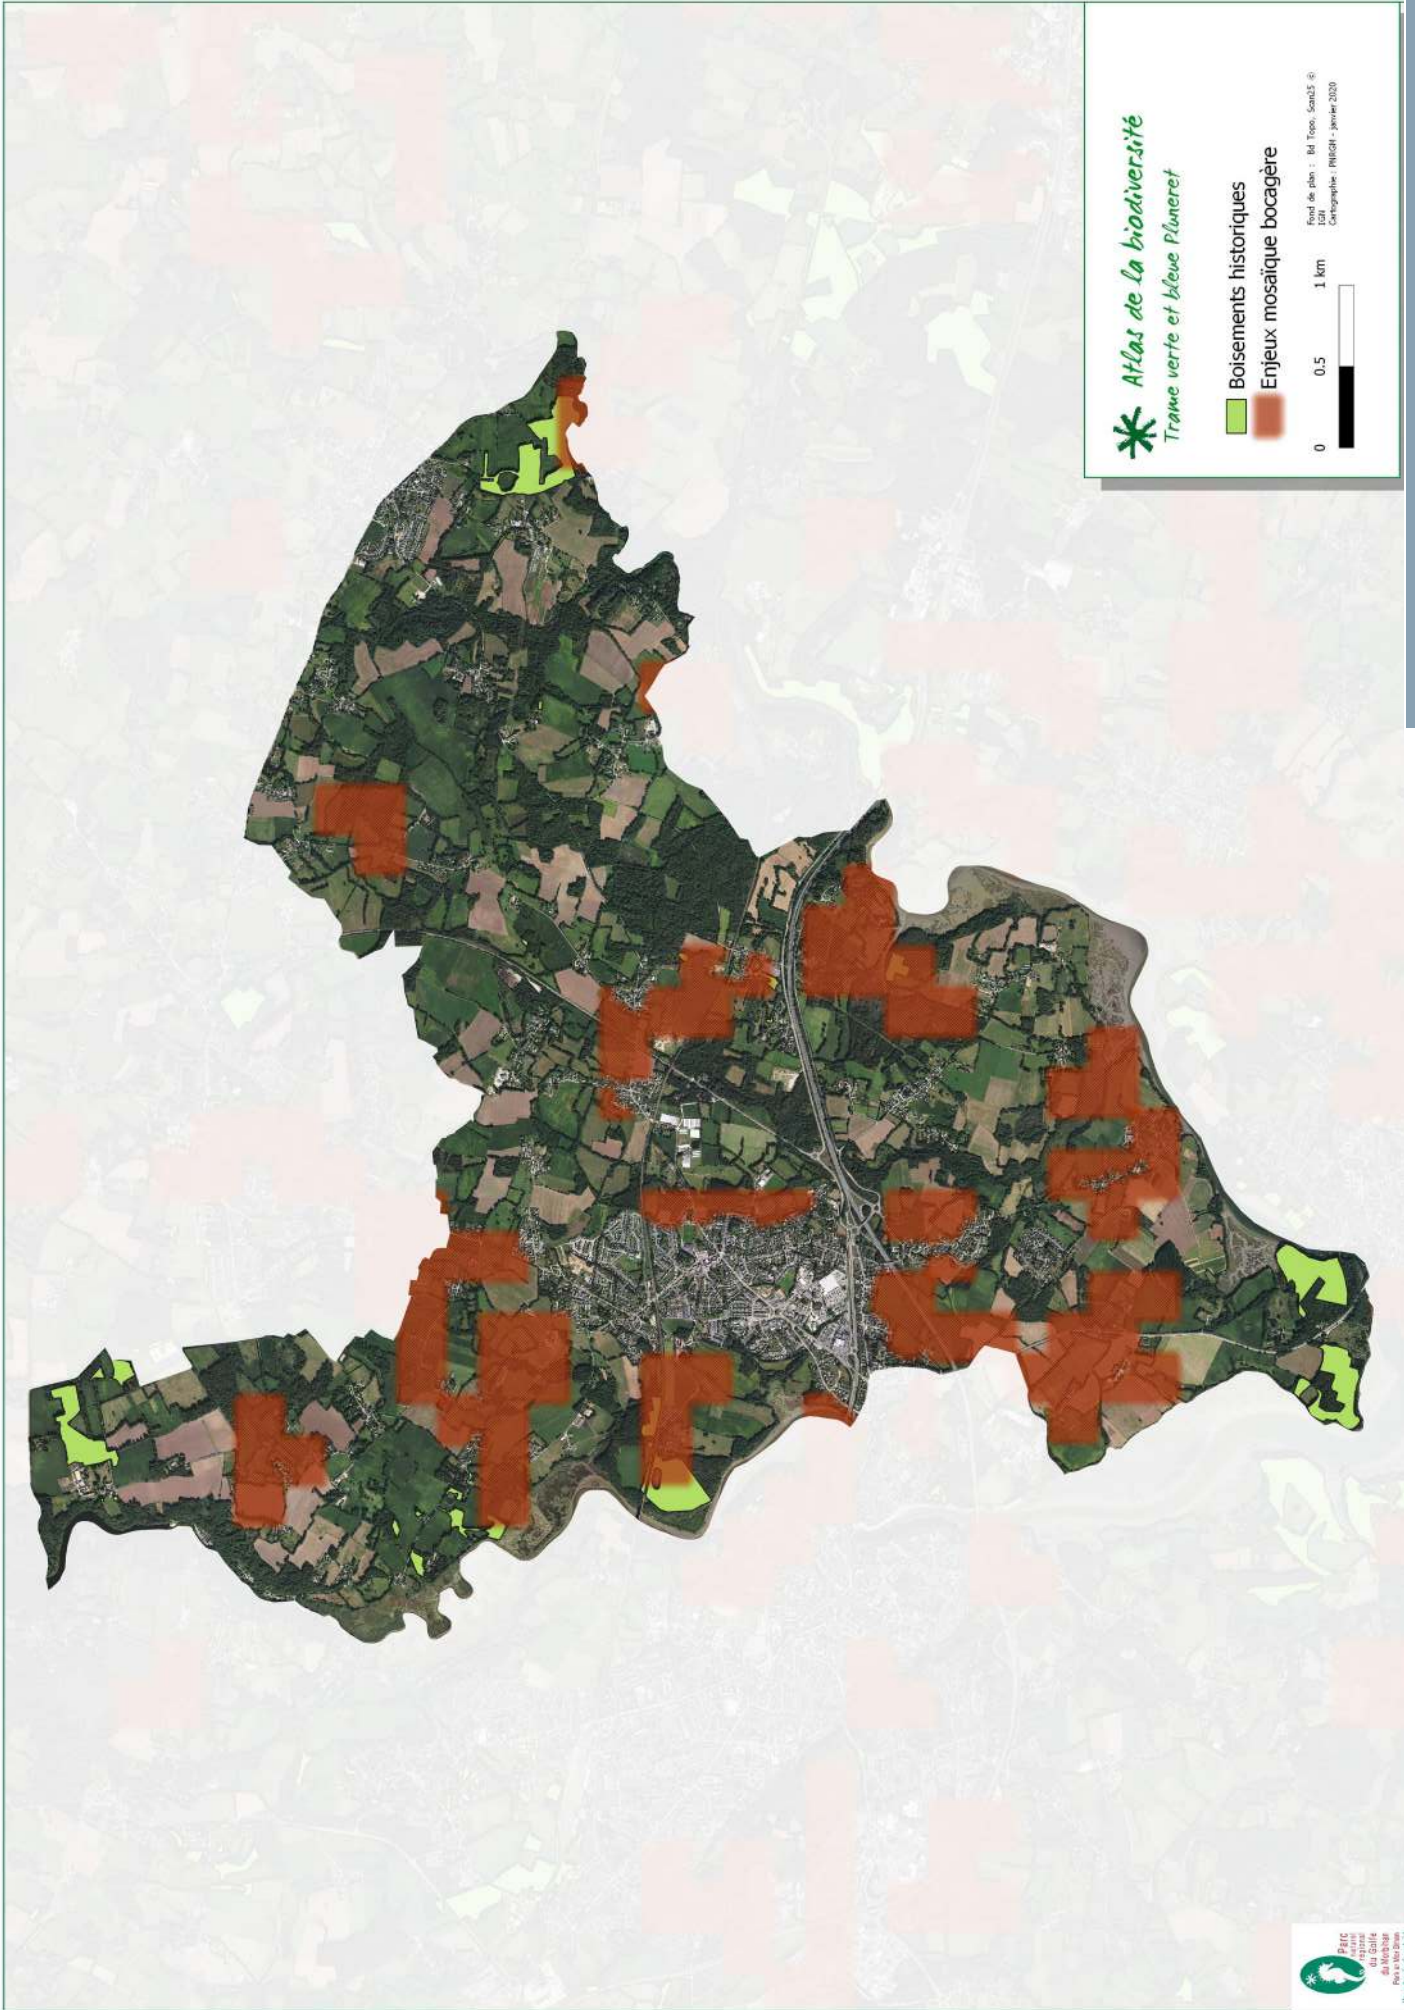 Atlas de la biodiversité
Trame verte et bleue Pluneret
Boisements historiques
Enjeux mosaïque bocagère
0 0.5 1 km
Fond de plan : Bd Topo, Scan25 ©
IGN
Cartographie : PNRGM - janvier 2020
Parc
naturel
régional
du Golfe
du Morbihan